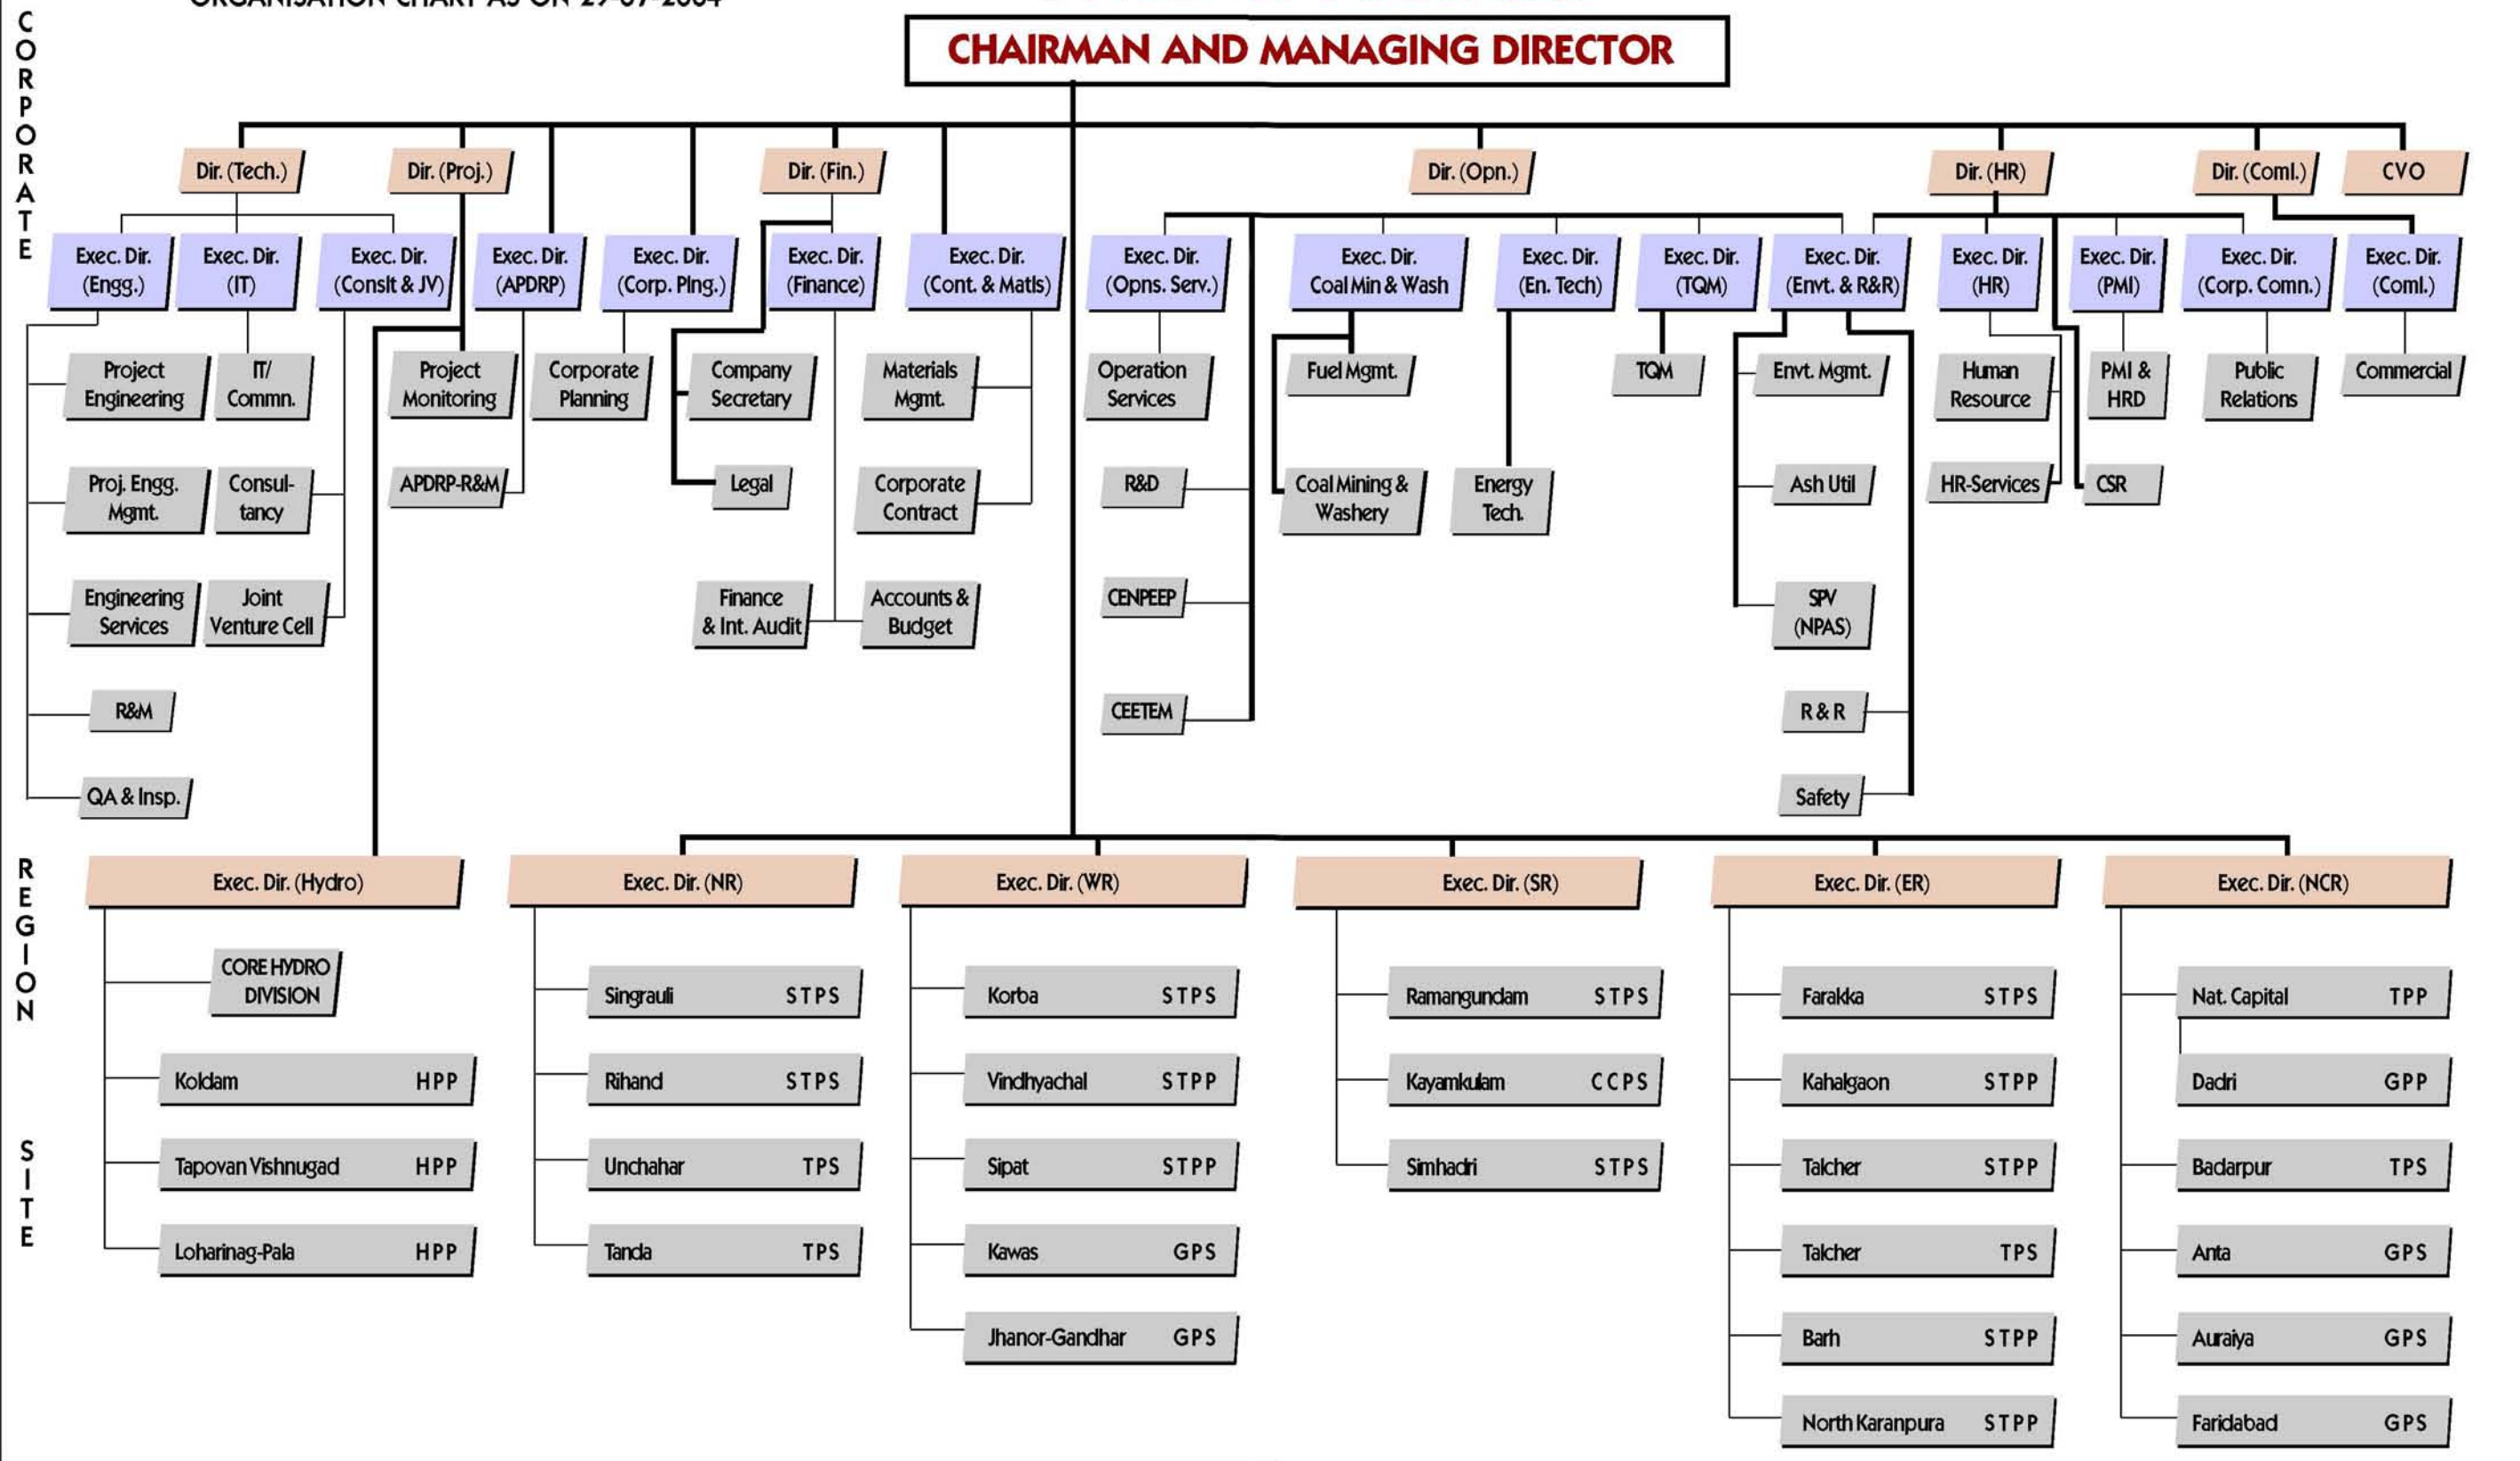 ORGANISATION CHART AS ON 29-07-2004
CORPORATE
CHAIRMAN AND MANAGING DIRECTOR
Dir. (Tech.)
Dir. (Proj.)
Dir. (Fin.)
Dir. (Opn.)
Dir. (HR)
Dir. (Coml.)
CVO
Exec. Dir.
(Engg.)
Exec. Dir.
(IT)
Exec. Dir.
(Conslt & JV)
Exec. Dir.
(APDRP)
Exec. Dir.
(Corp. Plng.)
Exec. Dir.
(Finance)
Exec. Dir.
(Cont. & Matls)
Exec. Dir.
(Opns. Serv.)
Exec. Dir.
Coal Min & Wash
Exec. Dir.
(En. Tech)
Exec. Dir.
(TQM)
Exec. Dir.
(Envt. & R&R)
Exec. Dir.
(HR)
Exec. Dir.
(PMI)
Exec. Dir.
(Corp. Comn.)
Exec. Dir.
(Coml.)
Project
Engineering
IT/
Commn.
Project
Monitoring
Corporate
Planning
Company
Secretary
Materials
Mgmt.
Operation
Services
Fuel Mgmt.
TQM
Envt. Mgmt.
Human
Resource
PMI &
HRD
Public
Relations
Commercial
Proj. Engg.
Mgmt.
Consul-
tancy
APDRP-R&M
Legal
Corporate
Contract
R&D
Coal Mining &
Washery
Energy
Tech.
Ash Util
HR-Services
CSR
Engineering
Services
Joint
Venture Cell
Finance
& Int. Audit
Accounts &
Budget
CENPEEP
SPV
(NPAS)
R&M
CEETEM
R & R
QA & Insp.
Safety
REGION
Exec. Dir. (Hydro)
Exec. Dir. (NR)
Exec. Dir. (WR)
Exec. Dir. (SR)
Exec. Dir. (ER)
Exec. Dir. (NCR)
CORE HYDRO
DIVISION
Singrauli STPS
Korba STPS
Ramangundam STPS
Farakka STPS
Nat. Capital TPP
Koldam HPP
Rihand STPS
Vindhyachal STPP
Kayamkulam CCPS
Kahalgaon STPP
Dadri GPP
SITE
Tapovan Vishnugad HPP
Unchahar TPS
Sipat STPP
Simhadri STPS
Talcher STPP
Badarpur TPS
Loharinag-Pala HPP
Tanda TPS
Kawas GPS
Talcher TPS
Anta GPS
Jhanor-Gandhar GPS
Barh STPP
Auraiya GPS
North Karanpura STPP
Faridabad GPS